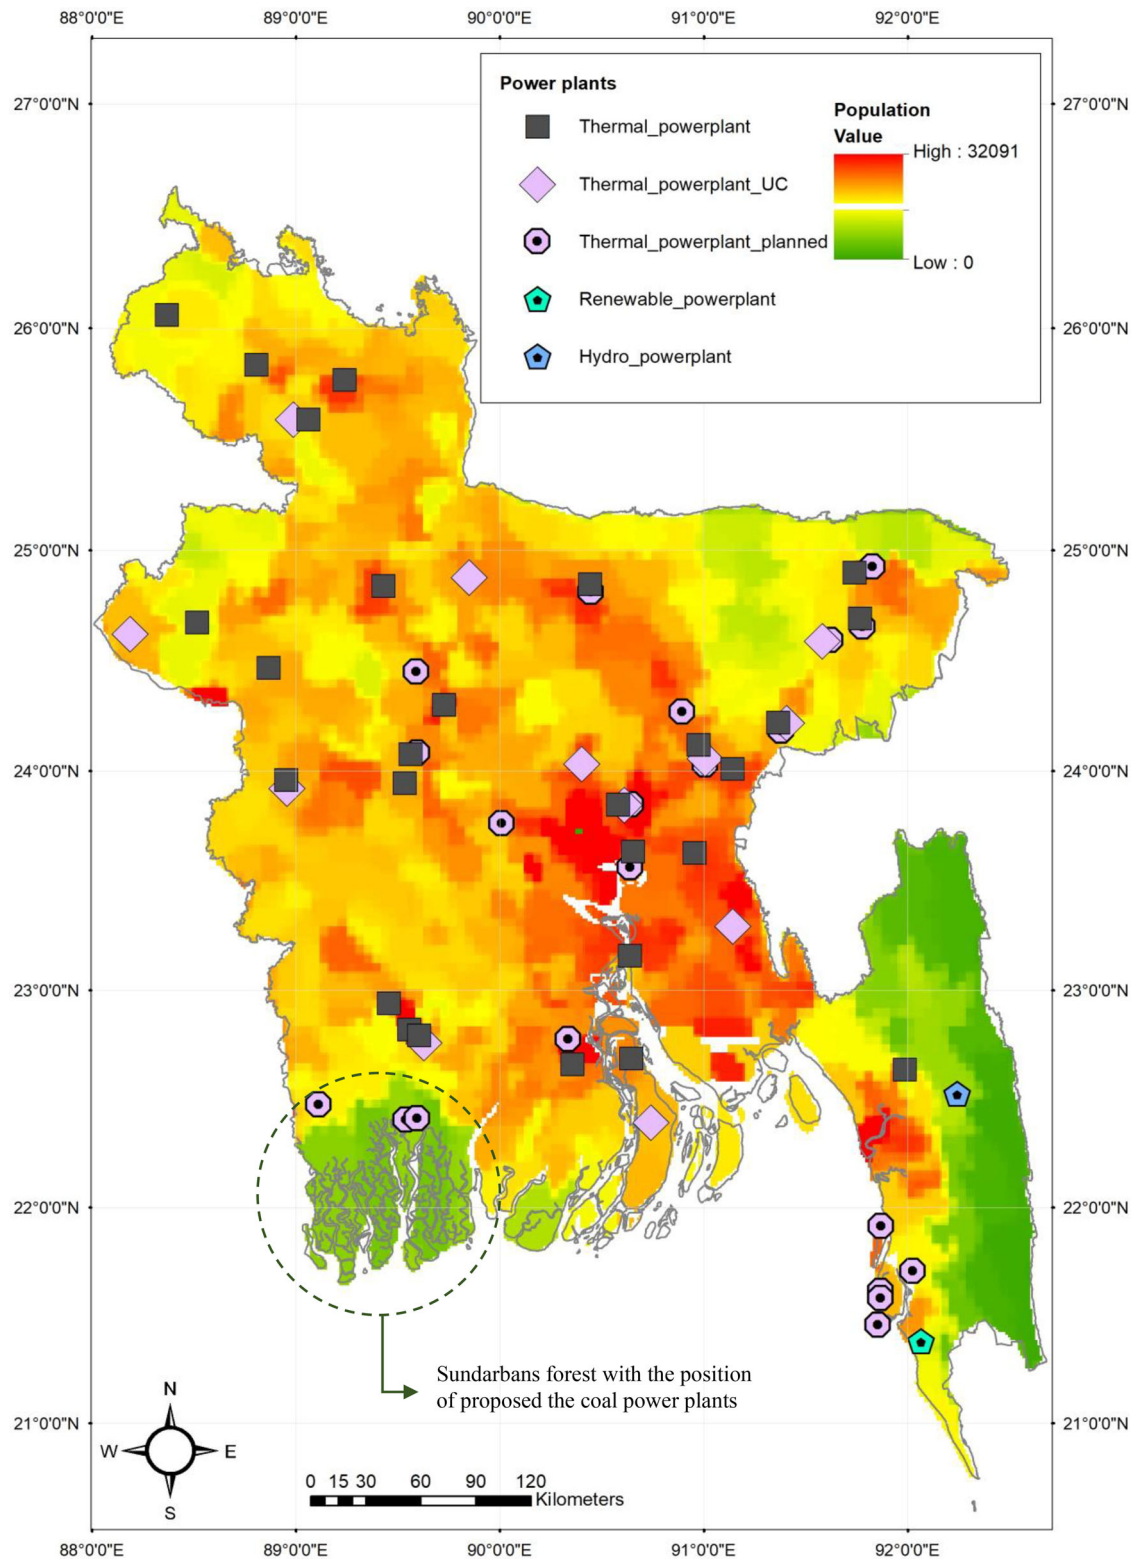 88°0'0"E 89°0'0"E 90°0'0"E 91°0'0"E 92°0'0"E
27°0'0"N 27°0'0"N
Power plants
Thermal_powerplant
Thermal_powerplant_UC
Thermal_powerplant_planned
Renewable_powerplant
Hydro_powerplant
Population
Value
High : 32091
Low : 0
26°0'0"N 26°0'0"N
25°0'0"N 25°0'0"N
24°0'0"N 24°0'0"N
23°0'0"N 23°0'0"N
22°0'0"N 22°0'0"N
Sundarbans forest with the position
of proposed the coal power plants
21°0'0"N 21°0'0"N
N
W E
S
0 15 30 60 90 120
Kilometers
88°0'0"E 89°0'0"E 90°0'0"E 91°0'0"E 92°0'0"E